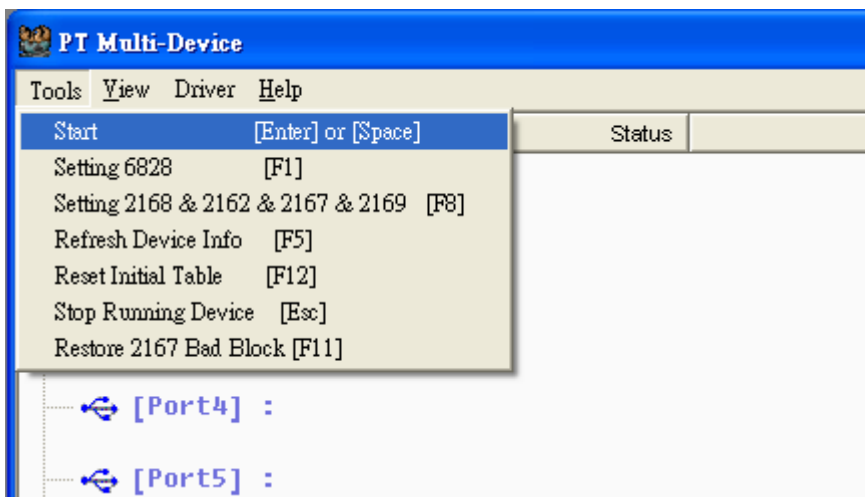 PT Multi-Device
Tools View Driver Help
Start [Enter] or [Space] Status
Setting 6828 [F1]
Setting 2168 & 2162 & 2167 & 2169 [F8]
Refresh Device Info [F5]
Reset Initial Table [F12]
Stop Running Device [Esc]
Restore 2167 Bad Block [F11]
[Port4] :
[Port5] :